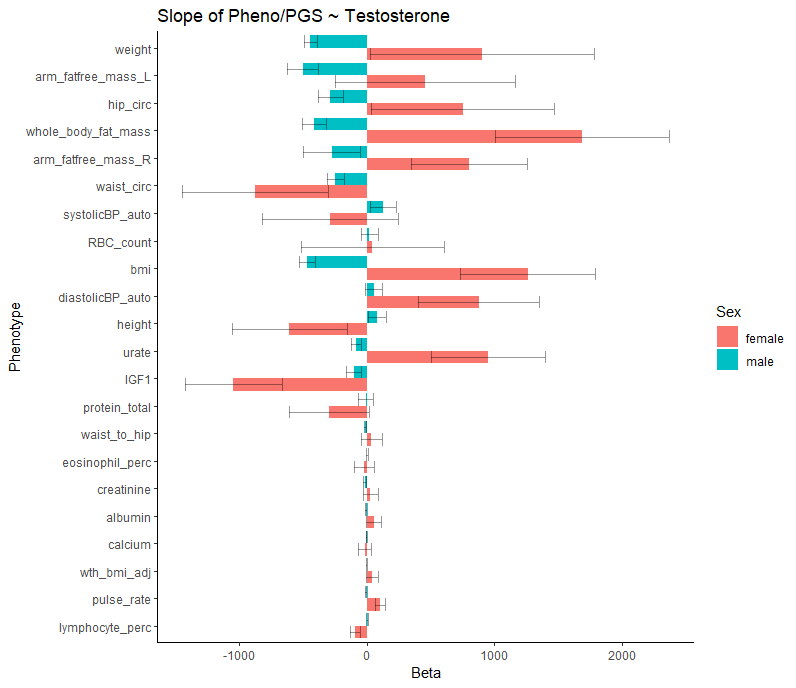 Slope of Pheno/PGS ~ Testosterone
weight
arm_fatfree_mass_L
hip_circ
whole_body_fat_mass
arm_fatfree_mass_R
waist_circ
systolicBP_auto
RBC_count
bmi
diastolicBP_auto
height
urate
IGF1
protein_total
waist_to_hip
eosinophil_perc
creatinine
albumin
calcium
wth_bmi_adj
pulse_rate
lymphocyte_perc
Phenotype
-1000 0 1000 2000
Beta
Sex
female
male